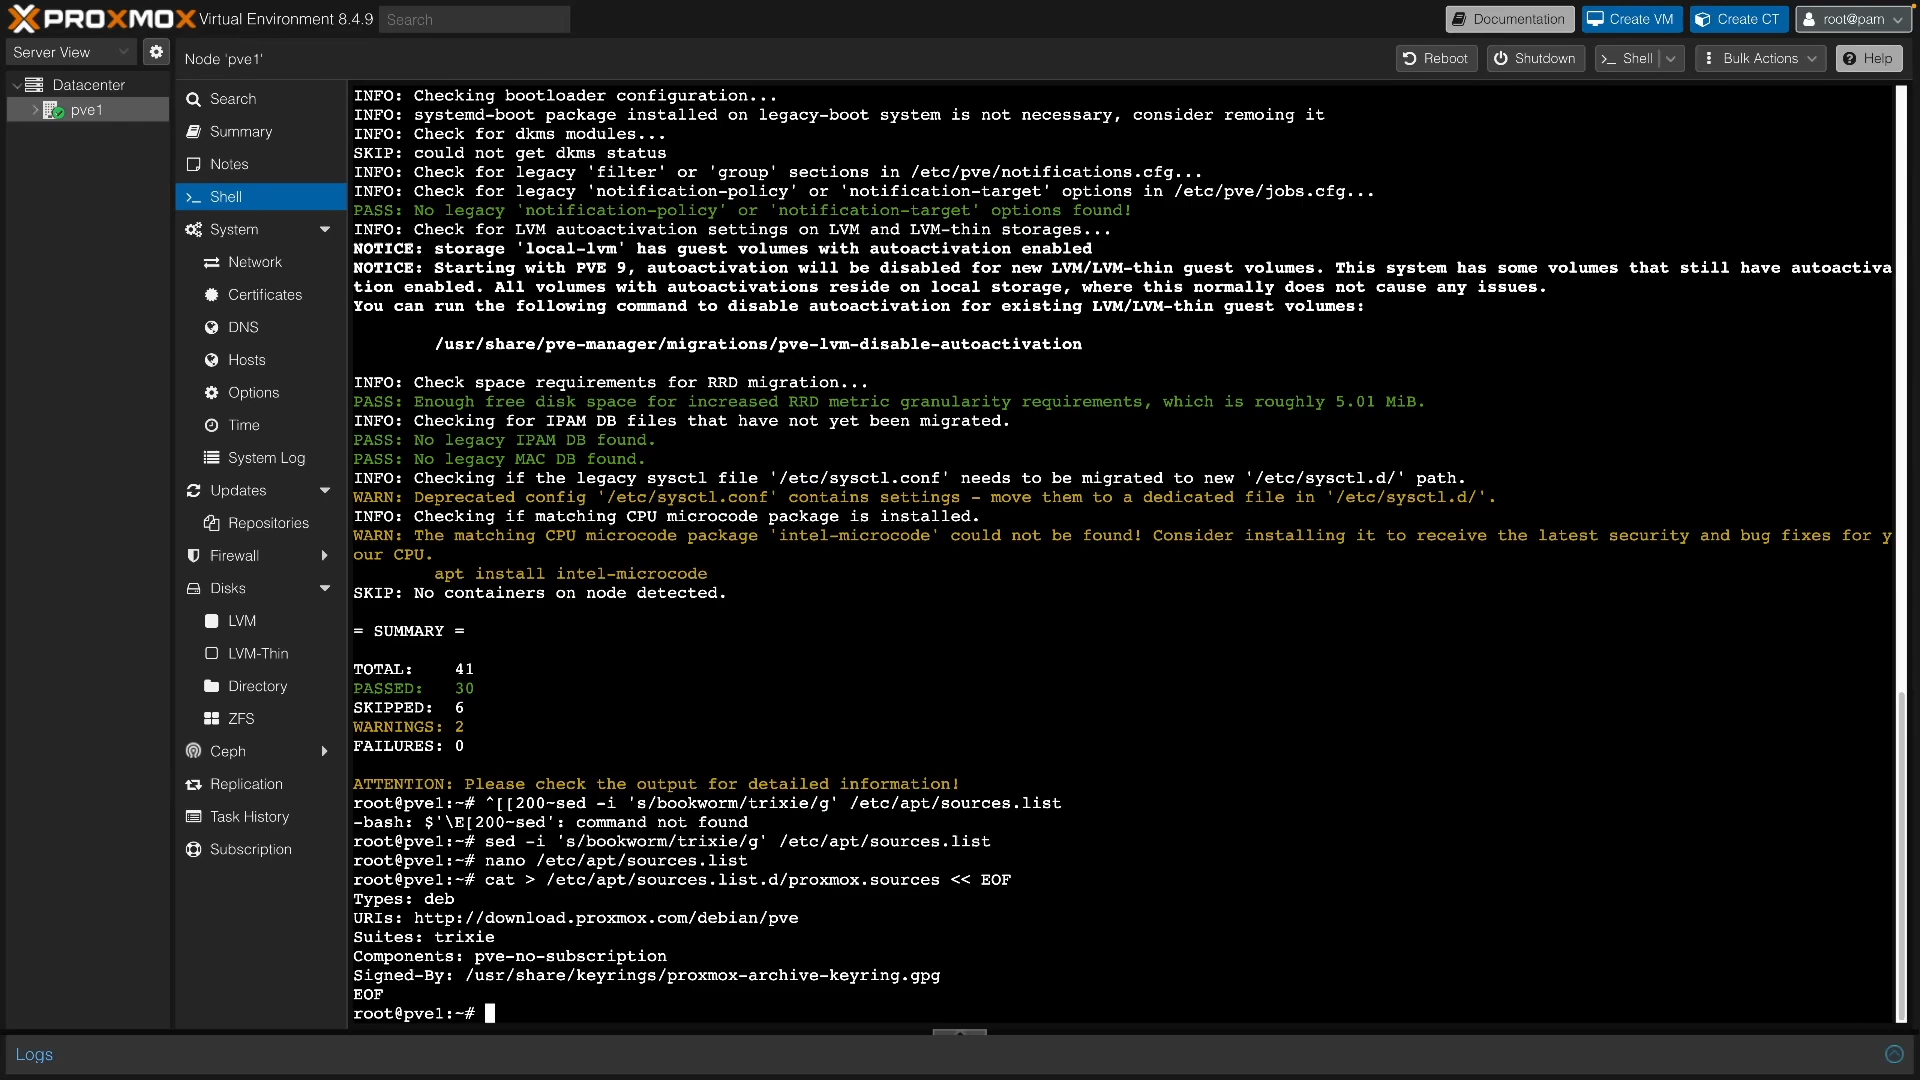 PROXMOX Virtual Environment 8.4.9 Search
Documentation Create VM Create CT root@pam
Server View
Node 'pve1'
Reboot Shutdown Shell Bulk Actions Help
Datacenter
pve1
Search
Summary
Notes
Shell
System
Network
Certificates
DNS
Hosts
Options
Time
System Log
Updates
Repositories
Firewall
Disks
LVM
LVM-Thin
Directory
ZFS
Ceph
Replication
Task History
Subscription
INFO: Checking bootloader configuration...
INFO: systemd-boot package installed on legacy-boot system is not necessary, consider remoing it
INFO: Check for dkms modules...
SKIP: could not get dkms status
INFO: Check for legacy 'filter' or 'group' sections in /etc/pve/notifications.cfg...
INFO: Check for legacy 'notification-policy' or 'notification-target' options in /etc/pve/jobs.cfg...
PASS: No legacy 'notification-policy' or 'notification-target' options found!
INFO: Check for LVM autoactivation settings on LVM and LVM-thin storages...
NOTICE: storage 'local-lvm' has guest volumes with autoactivation enabled
NOTICE: Starting with PVE 9, autoactivation will be disabled for new LVM/LVM-thin guest volumes. This system has some volumes that still have autoactiva
tion enabled. All volumes with autoactivations reside on local storage, where this normally does not cause any issues.
You can run the following command to disable autoactivation for existing LVM/LVM-thin guest volumes:
/usr/share/pve-manager/migrations/pve-lvm-disable-autoactivation
INFO: Check space requirements for RRD migration...
PASS: Enough free disk space for increased RRD metric granularity requirements, which is roughly 5.01 MiB.
INFO: Checking for IPAM DB files that have not yet been migrated.
PASS: No legacy IPAM DB found.
PASS: No legacy MAC DB found.
INFO: Checking if the legacy sysctl file '/etc/sysctl.conf' needs to be migrated to new '/etc/sysctl.d/' path.
WARN: Deprecated config '/etc/sysctl.conf' contains settings - move them to a dedicated file in '/etc/sysctl.d/'.
INFO: Checking if matching CPU microcode package is installed.
WARN: The matching CPU microcode package 'intel-microcode' could not be found! Consider installing it to receive the latest security and bug fixes for y
our CPU.
apt install intel-microcode
SKIP: No containers on node detected.
= SUMMARY =
TOTAL: 41
PASSED: 30
SKIPPED: 6
WARNINGS: 2
FAILURES: 0
ATTENTION: Please check the output for detailed information!
root@pve1:~# ^[[200~sed -i 's/bookworm/trixie/g' /etc/apt/sources.list
-bash: $'\E[200~sed': command not found
root@pve1:~# sed -i 's/bookworm/trixie/g' /etc/apt/sources.list
root@pve1:~# nano /etc/apt/sources.list
root@pve1:~# cat > /etc/apt/sources.list.d/proxmox.sources << EOF
Types: deb
URIs: http://download.proxmox.com/debian/pve
Suites: trixie
Components: pve-no-subscription
Signed-By: /usr/share/keyrings/proxmox-archive-keyring.gpg
EOF
root@pve1:~#
Logs